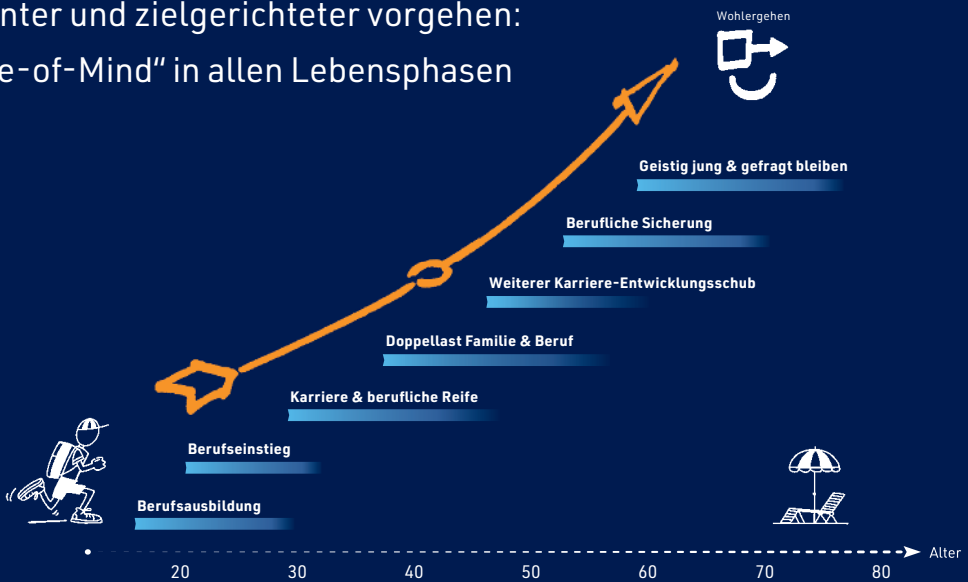 nter und zielgerichteter vorgehen:
e-of-Mind“ in allen Lebensphasen
Wohlergehen
Geistig jung & gefragt bleiben
Berufliche Sicherung
Weiterer Karriere-Entwicklungsschub
Doppellast Familie & Beruf
Karriere & berufliche Reife
Berufseinstieg
Berufsausbildung
Alter
20 30 40 50 60 70 80